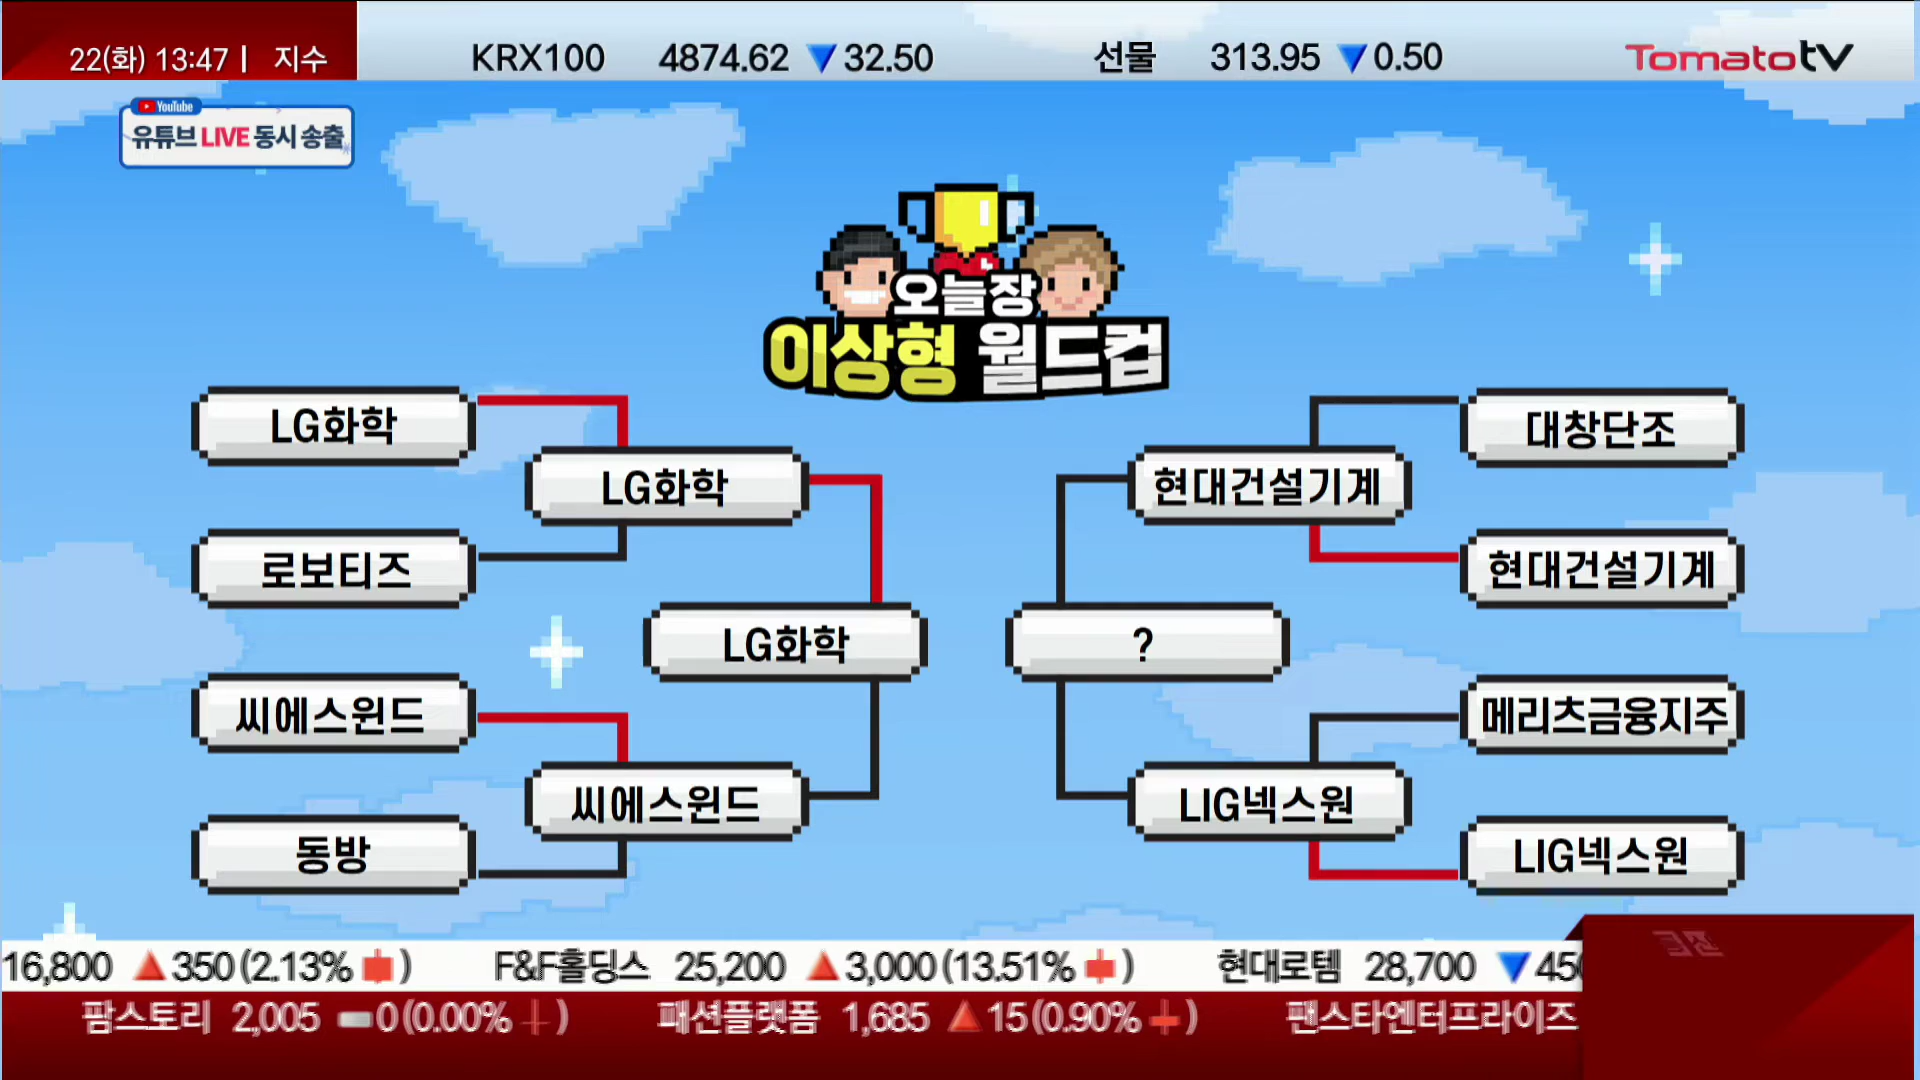 22(화) 13:47 | 지수 KRX100 4874.62 ▼32.50 선물 313.95 ▼0.50 Tomatotv
YouTube
유튜브 LIVE 동시 송출
오늘장
이상형 월드컵
LG화학
대창단조
LG화학
현대건설기계
로보티즈
현대건설기계
LG화학
?
씨에스윈드
메리츠금융지주
씨에스윈드
LIG넥스원
동방
LIG넥스원
16,800 ▲350(2.13%) F&F홀딩스 25,200 ▲3,000(13.51%) 현대로템 28,700 ▼450
팜스토리 2,005 0(0.00%) 패션플랫폼 1,685 ▲15(0.90%) 팬스타엔터프라이즈